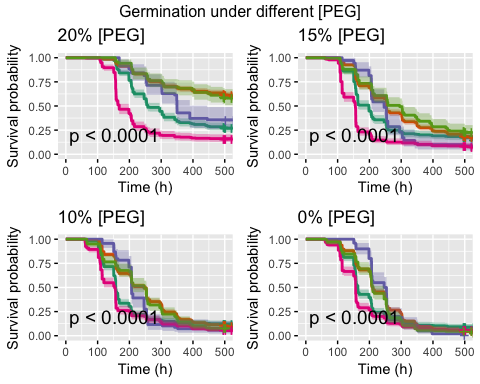 Germination under different [PEG]
20% [PEG]
Survival probability
1.00
0.75
0.50
0.25
0.00
p < 0.0001
0 100 200 300 400 500
Time (h)
15% [PEG]
Survival probability
1.00
0.75
0.50
0.25
0.00
p < 0.0001
0 100 200 300 400 500
Time (h)
10% [PEG]
Survival probability
1.00
0.75
0.50
0.25
0.00
p < 0.0001
0 100 200 300 400 500
Time (h)
0% [PEG]
Survival probability
1.00
0.75
0.50
0.25
0.00
p < 0.0001
0 100 200 300 400 500
Time (h)